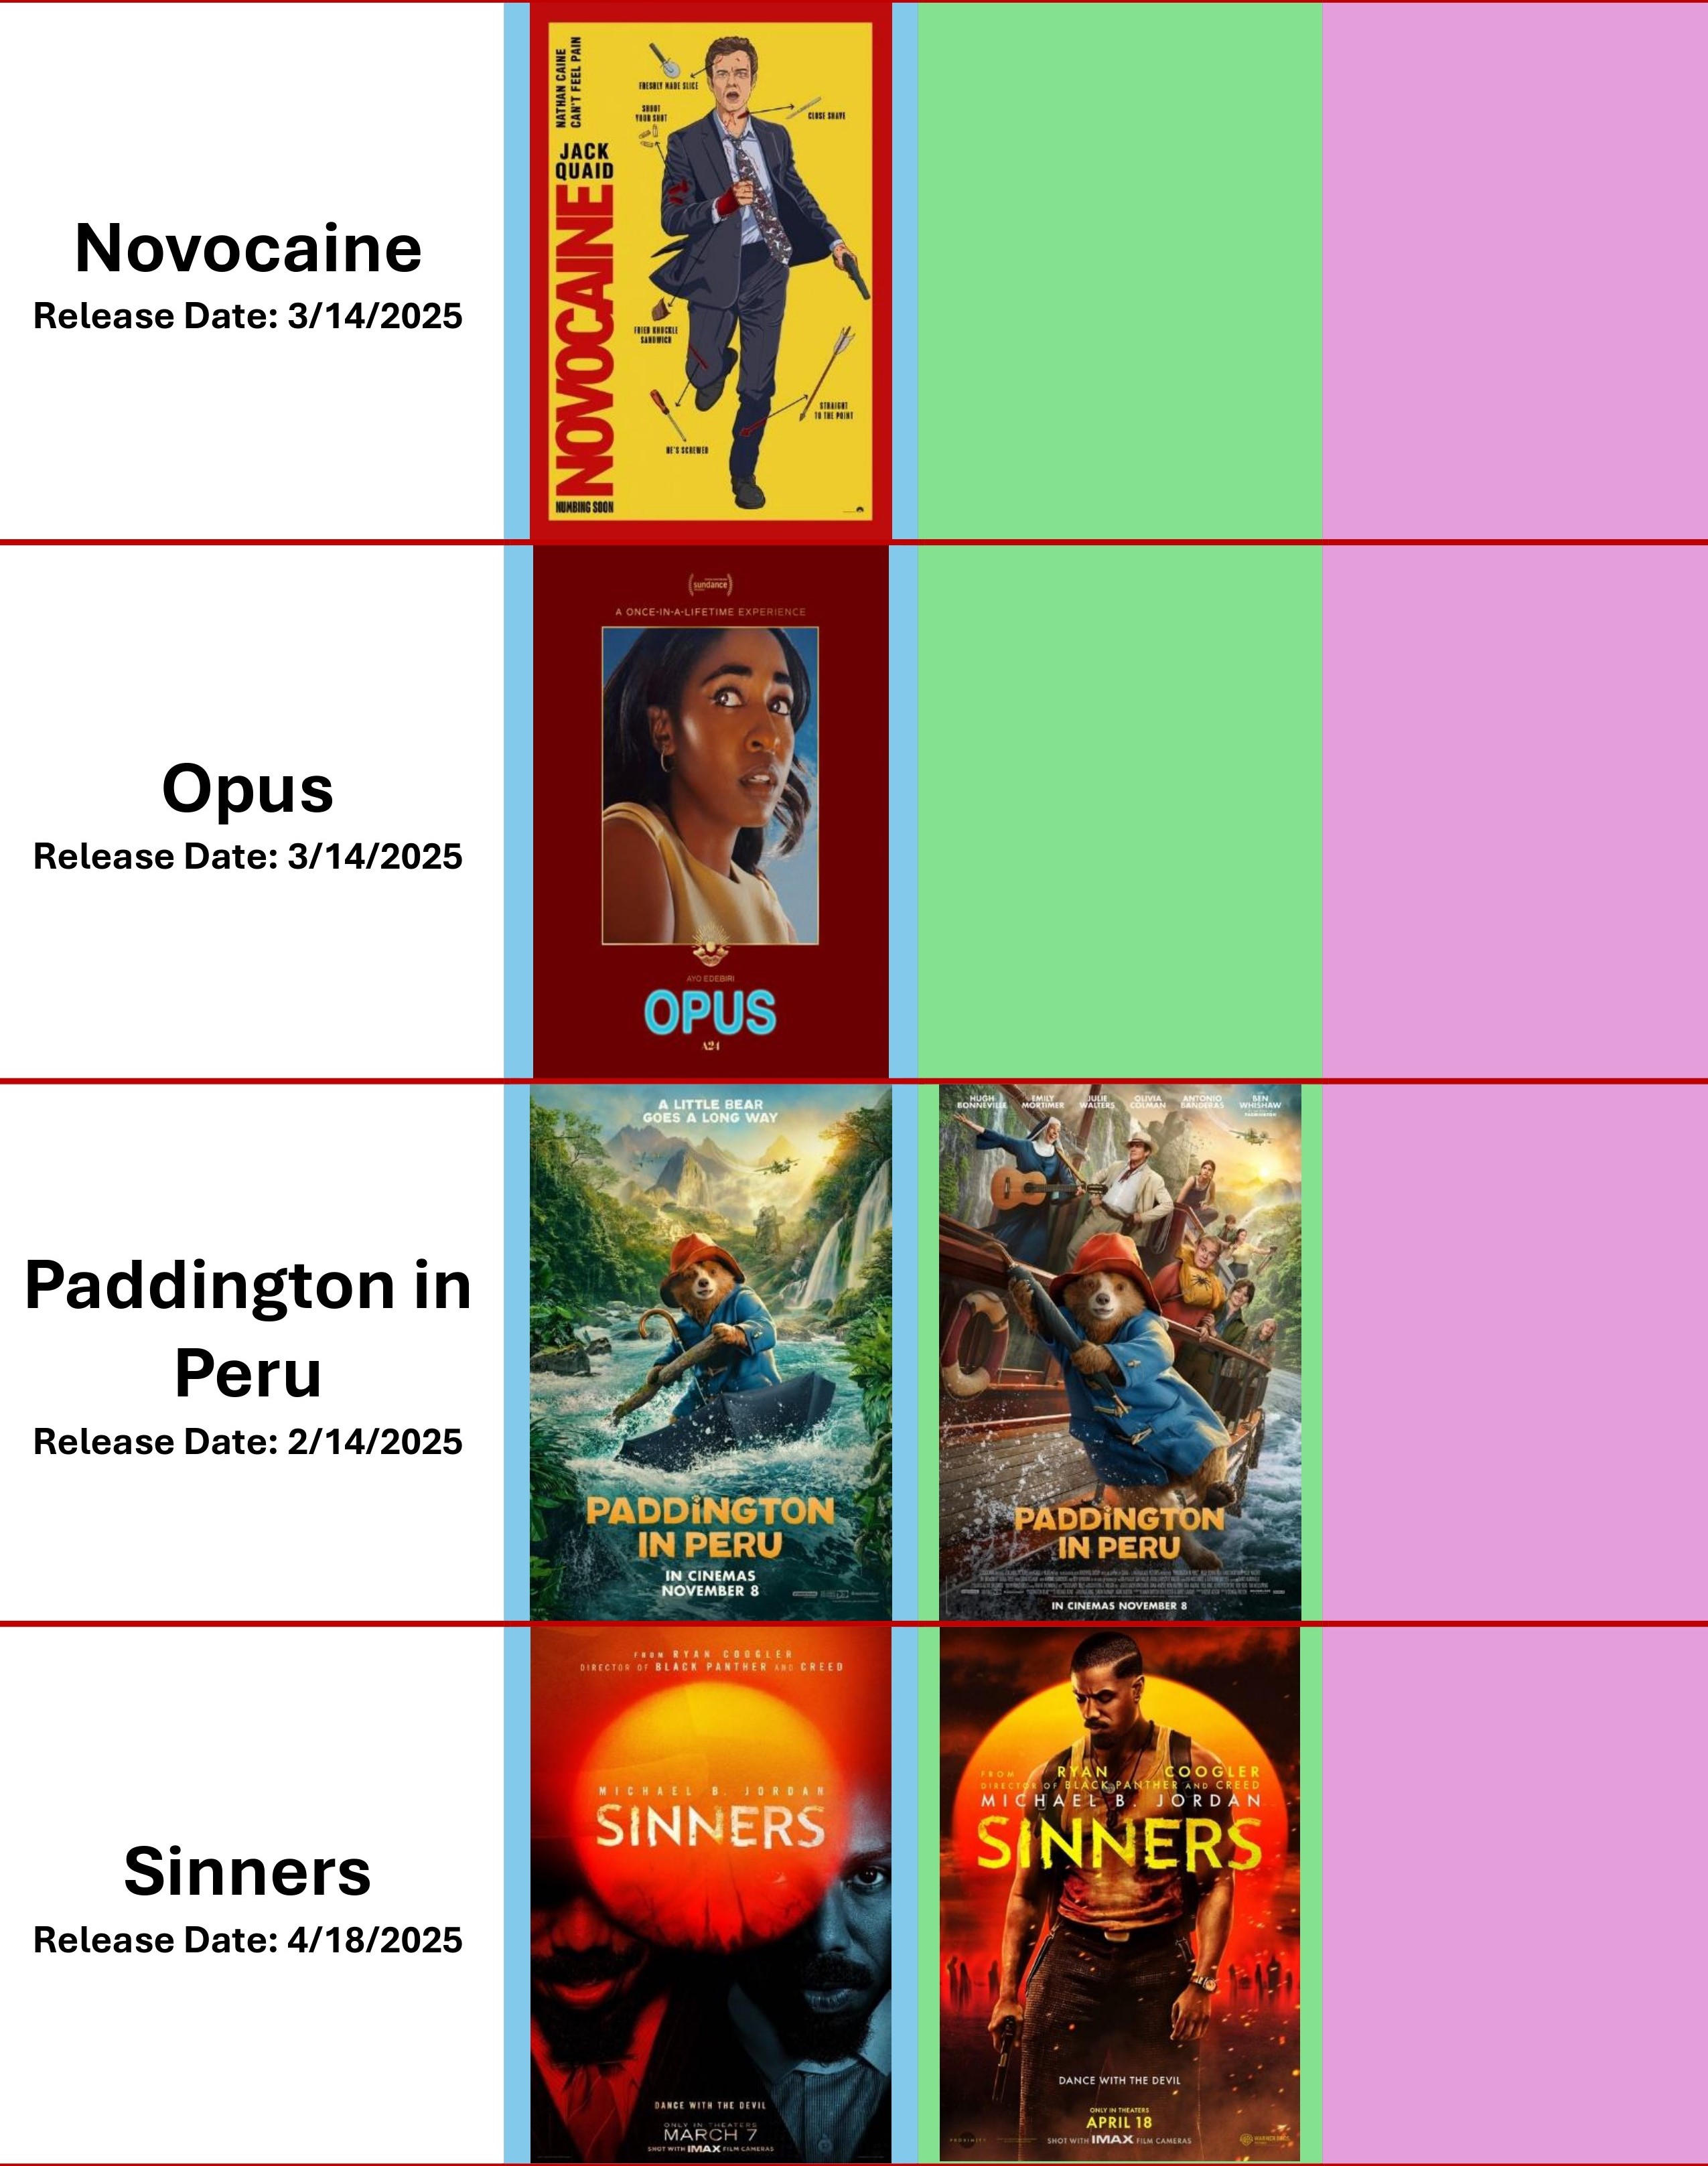 Novocaine
Release Date: 3/14/2025
NATHAN CAINE
CAN'T FEEL PAIN
JACK
QUAID
NOVOCAINE
NUMBING SOON
FRESHLY MADE SLICE
SHOOT
YOUR SHOT
CLOSE SHAVE
FRIED KNUCKLE
SANDWICH
STRAIGHT
TO THE POINT
HE'S SCREWED
Opus
Release Date: 3/14/2025
sundance
A ONCE-IN-A-LIFETIME EXPERIENCE
AYO EDEBIRI
OPUS
A24
Paddington in
Peru
Release Date: 2/14/2025
A LITTLE BEAR
GOES A LONG WAY
PADDiNGTON
IN PERU
IN CINEMAS
NOVEMBER 8
HUGH BONNEVILLE EMILY MORTIMER JULIE WALTERS OLIVIA COLMAN ANTONIO BANDERAS BEN WHISHAW
PADDiNGTON
IN PERU
IN CINEMAS NOVEMBER 8
Sinners
Release Date: 4/18/2025
FROM RYAN COOGLER
DIRECTOR OF BLACK PANTHER AND CREED
MICHAEL B. JORDAN
SINNERS
DANCE WITH THE DEVIL
ONLY IN THEATERS
MARCH 7
SHOT WITH IMAX FILM CAMERAS
FROM RYAN COOGLER
DIRECTOR OF BLACK PANTHER AND CREED
MICHAEL B. JORDAN
SINNERS
DANCE WITH THE DEVIL
ONLY IN THEATERS
APRIL 18
PROXIMITY
SHOT WITH IMAX FILM CAMERAS
WARNER BROS.